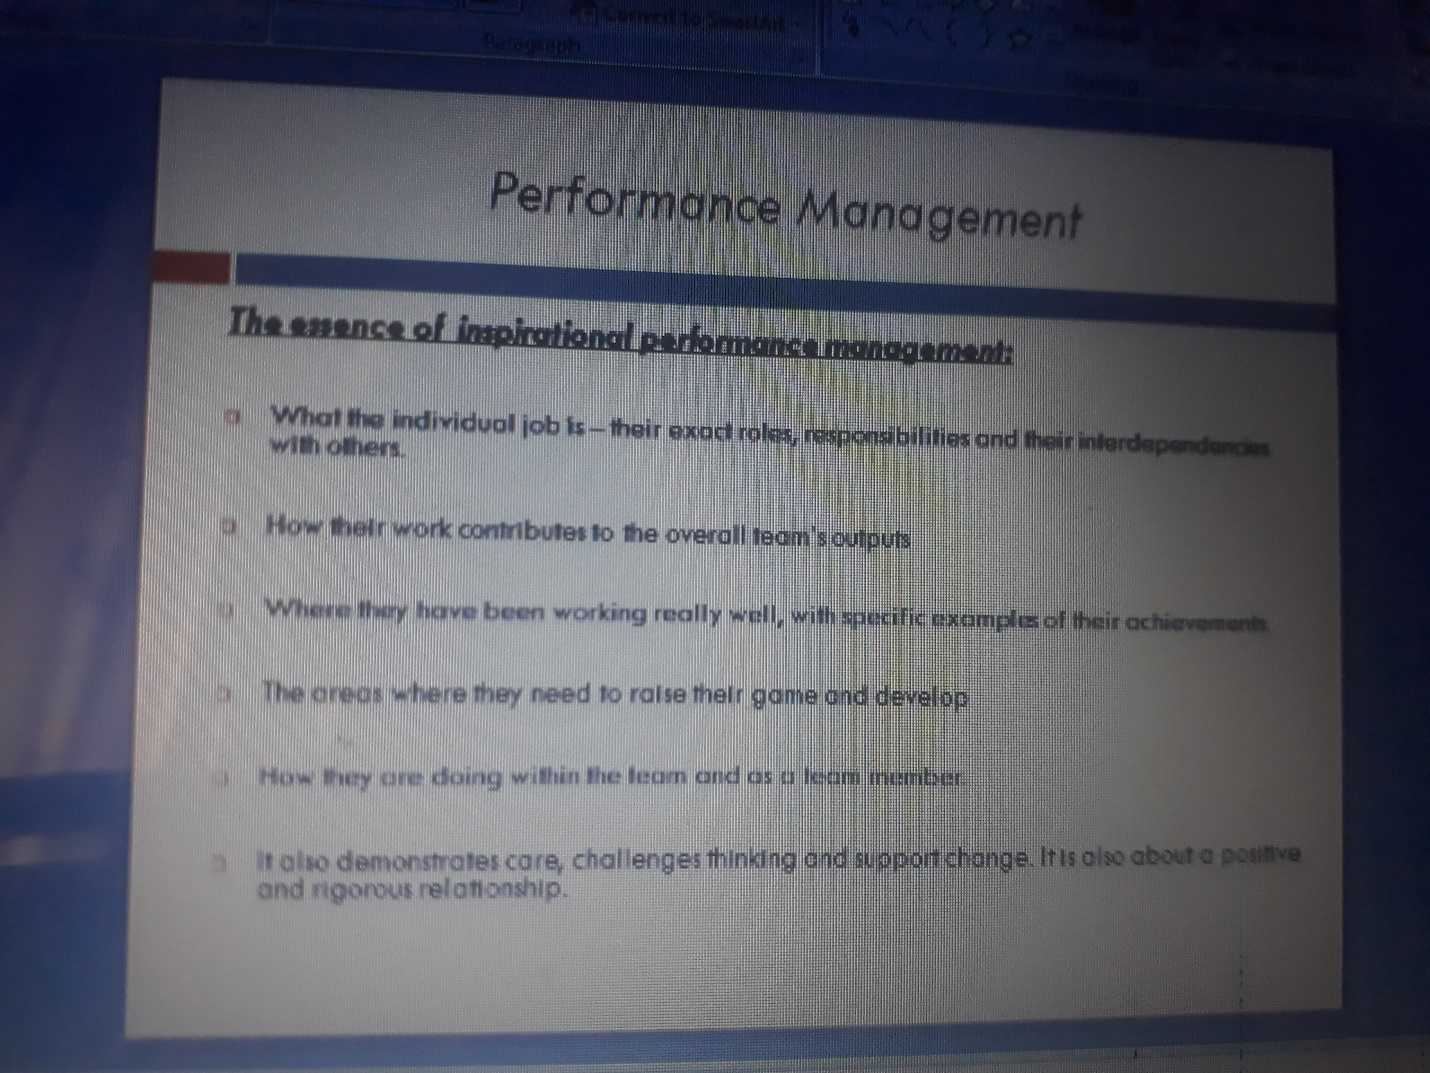 Convert to SmartArt
Paragraph
Drawing
Performance Management
The essence of inspirational performance management:
What the individual job is – their exact roles, responsibilities and their interdependencies
with others.
How their work contributes to the overall team's outputs
Where they have been working really well, with specific examples of their achievements.
The areas where they need to raise their game and develop
How they are doing within the team and as a team member.
It also demonstrates care, challenges thinking and support change. It is also about a positive
and rigorous relationship.